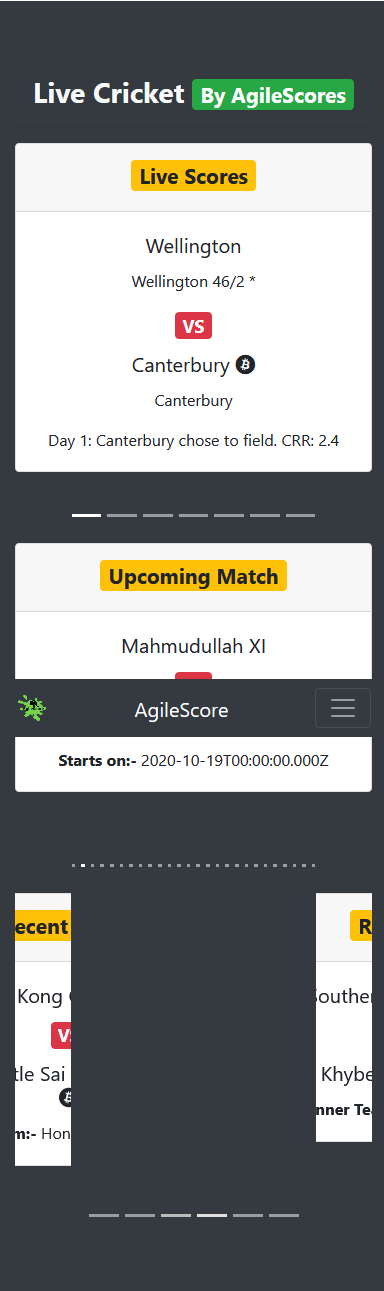 Live Cricket By AgileScores
Live Scores
Wellington
Wellington 46/2 *
VS
Canterbury
Canterbury
Day 1: Canterbury chose to field. CRR: 2.4
Upcoming Match
Mahmudullah XI
AgileScore
Starts on:- 2020-10-19T00:00:00.000Z
ecent
R
Kong
Souther
VS
tle Sai
Khybe
nner Te
m:- Hon